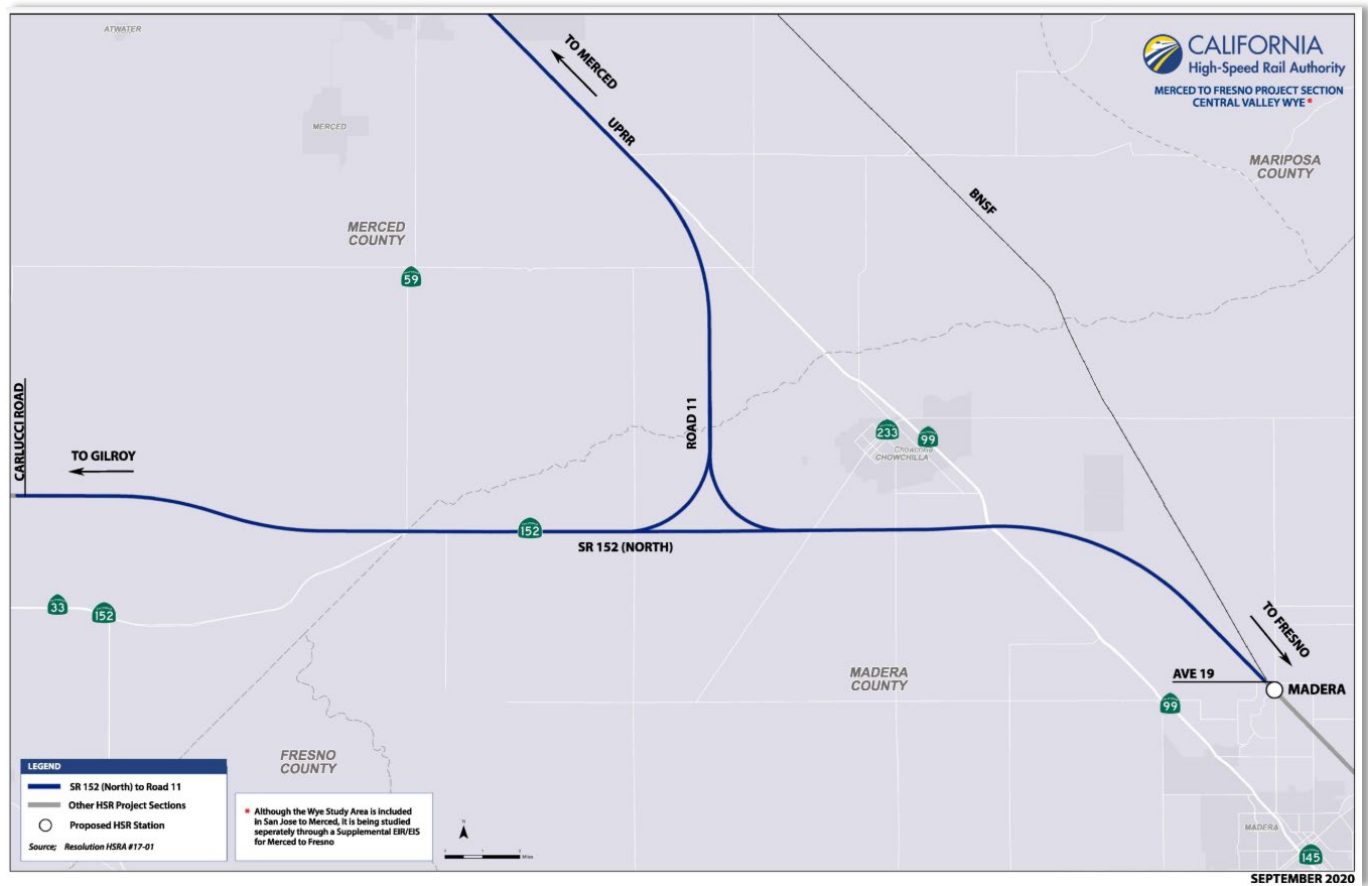 ATWATER
CALIFORNIA
High-Speed Rail Authority
MERCED TO FRESNO PROJECT SECTION
CENTRAL VALLEY WYE *
TO MERCED
UPRR
MERCED
MARIPOSA
COUNTY
BNSF
MERCED
COUNTY
59
CARLUCCI ROAD
TO GILROY
ROAD 11
233
99
Chowchilla
CHOWCHILLA
152
SR 152 (NORTH)
33
152
TO FRESNO
AVE 19
MADERA
MADERA
COUNTY
99
FRESNO
COUNTY
LEGEND
SR 152 (North) to Road 11
Other HSR Project Sections
Proposed HSR Station
Source; Resolution HSRA #17-01
* Although the Wye Study Area is included
in San Jose to Merced, it is being studied
seperately through a Supplemental EIR/EIS
for Merced to Fresno
N
Miles
MADERA
145
SEPTEMBER 2020